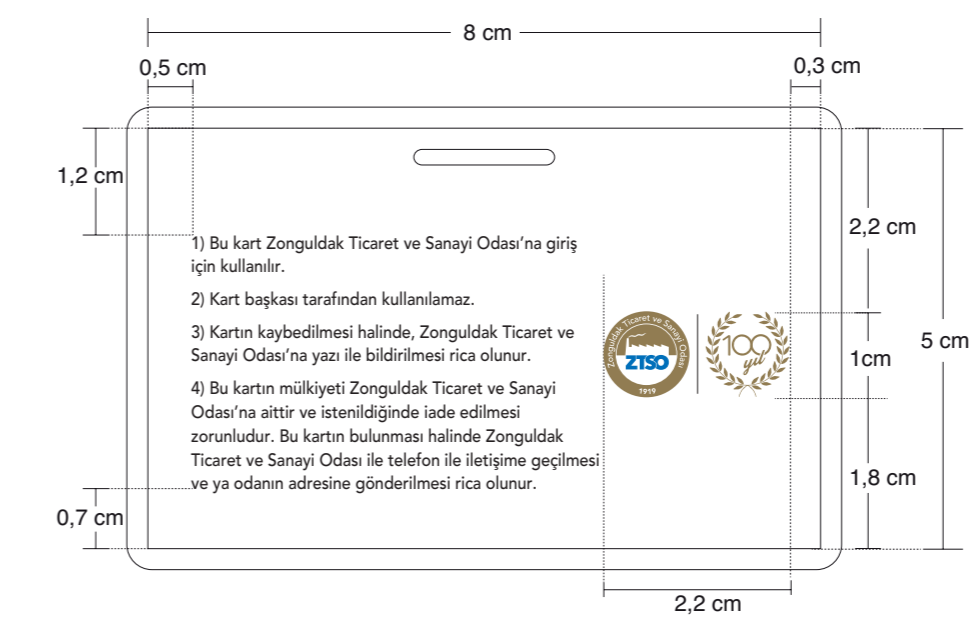 8 cm
0,5 cm
0,3 cm
1,2 cm
2,2 cm
1) Bu kart Zonguldak Ticaret ve Sanayi Odası’na giriş
için kullanılır.
2) Kart başkası tarafından kullanılamaz.
3) Kartın kaybedilmesi halinde, Zonguldak Ticaret ve
Sanayi Odası’na yazı ile bildirilmesi rica olunur.
4) Bu kartın mülkiyeti Zonguldak Ticaret ve Sanayi
Odası’na aittir ve istenildiğinde iade edilmesi
zorunludur. Bu kartın bulunması halinde Zonguldak
Ticaret ve Sanayi Odası ile telefon ile iletişime geçilmesi
ve ya odanın adresine gönderilmesi rica olunur.
Zonguldak Ticaret ve Sanayi Odası
ZTSO
1919
100
yıl
1cm
5 cm
1,8 cm
0,7 cm
2,2 cm